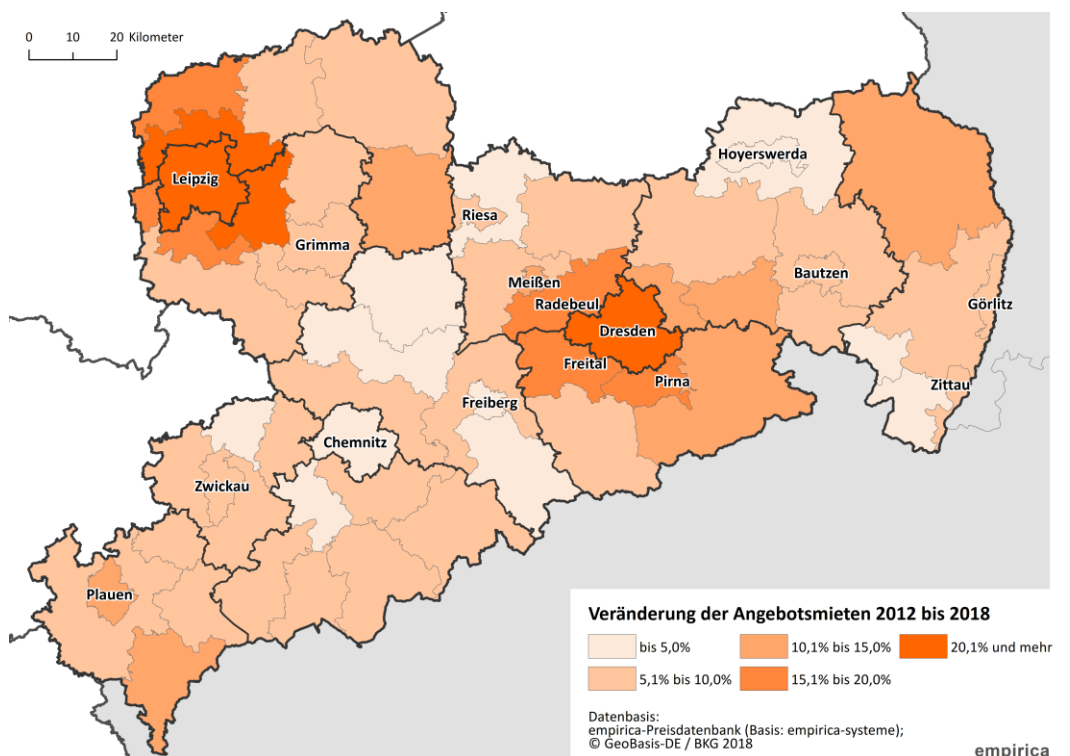 0 10 20 Kilometer
Hoyerswerda
Leipzig
Riesa
Grimma
Bautzen
Meißen
Görlitz
Radebeul
Dresden
Freital
Pirna
Zittau
Freiberg
Chemnitz
Zwickau
Plauen
Veränderung der Angebotsmieten 2012 bis 2018
bis 5,0% 10,1% bis 15,0% 20,1% und mehr
5,1% bis 10,0% 15,1% bis 20,0%
Datenbasis:
empirica-Preisdatenbank (Basis: empirica-systeme);
© GeoBasis-DE / BKG 2018
empirica